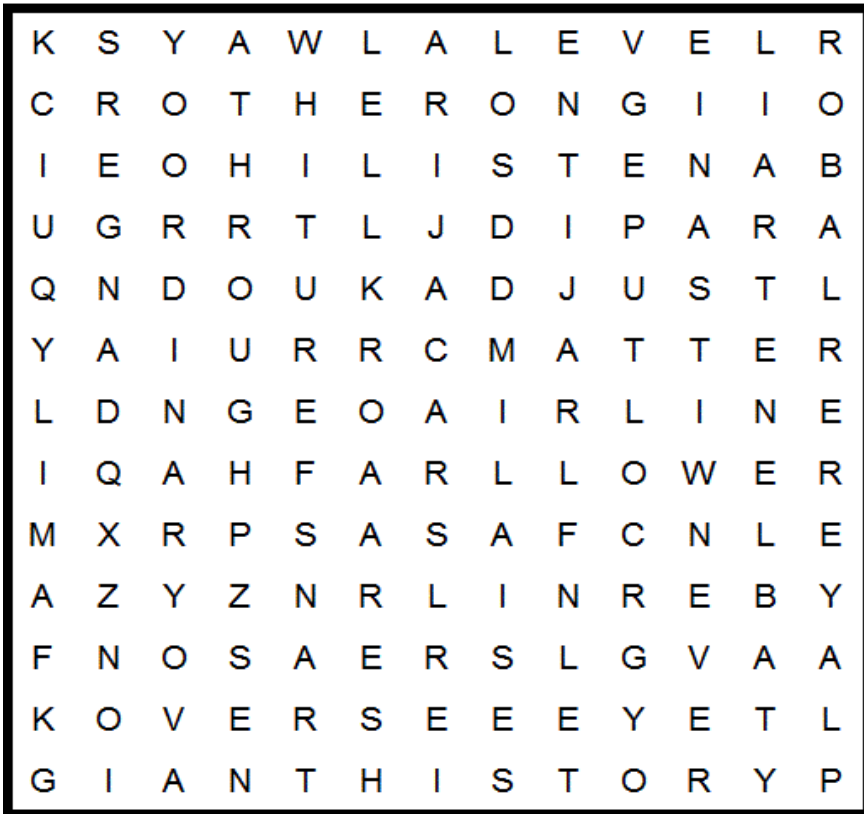 K S Y A W L A L E V E L R
C R O T H E R O N G I I O
I E O H I L I S T E N A B
U G R R T L J D I P A R A
Q N D O U K A D J U S T L
Y A I U R R C M A T T E R
L D N G E O A I R L I N E
I Q A H F A R L L O W E R
M X R P S A S A F C N L E
A Z Y Z N R L I N R E B Y
F N O S A E R S L G V A A
K O V E R S E E E Y E T L
G I A N T H I S T O R Y P